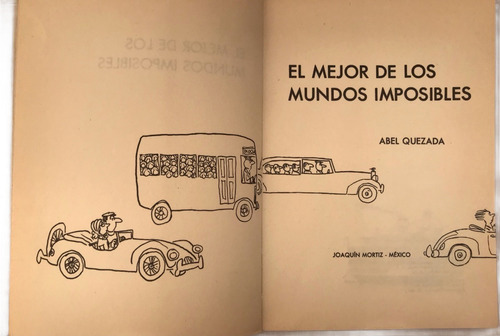 EL MEJOR DE LOS
MUNDOS IMPOSIBLES
ABEL QUEZADA
JOAQUÍN MORTIZ - MÉXICO